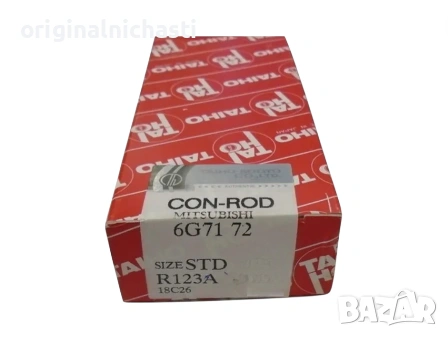 originalnichasti
TAIHO
CON-ROD
MITSUBISHI
6G71 72
SIZE STD
R123A
18C26
BAZAR